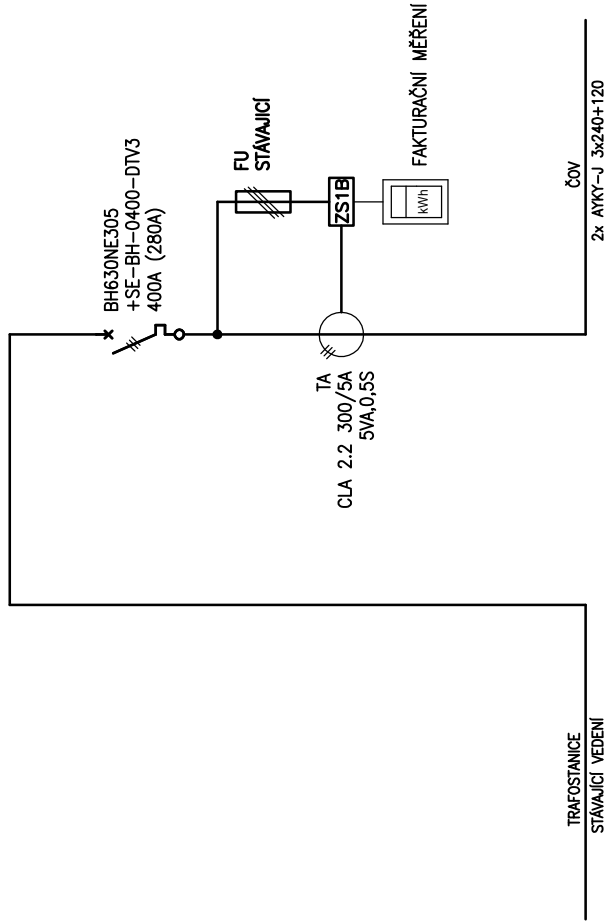 BH630NE305
+SE-BH-0400-DTV3
400A (280A)
FU
STÁVAJICÍ
ZS1B
kWh
FAKTURAČNÍ MĚŘENÍ
TA
CLA 2.2 300/5A
5VA,0,5S
TRAFOSTANICE
STÁVAJÍCÍ VEDENÍ
ČOV
2x AYKY-J 3x240+120